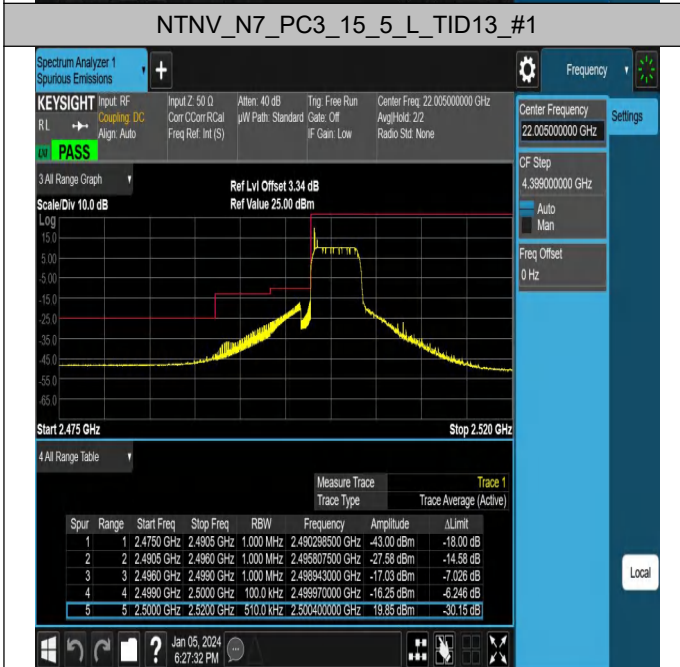 NTNV_N7_PC3_15_5_L_TID13_#1
Spectrum Analyzer 1
Spurious Emissions
+
Frequency
KEYSIGHT Input: RF Input Z: 50 Ω Atten: 40 dB Trig: Free Run Center Freq: 22.005000000 GHz
RL Coupling: DC Corr CCorr RCal µW Path: Standard Gate: Off Avg|Hold: 2/2
Align: Auto Freq Ref: Int (S) IF Gain: Low Radio Std: None
PASS
Center Frequency
22.005000000 GHz
Settings
CF Step
4.399000000 GHz
Auto
Man
Freq Offset
0 Hz
3 All Range Graph
Ref Lvl Offset 3.34 dB
Scale/Div 10.0 dB Ref Value 25.00 dBm
Log
15.0
5.00
-5.00
-15.0
-25.0
-35.0
-45.0
-55.0
-65.0
Start 2.475 GHz Stop 2.520 GHz
4 All Range Table
Measure Trace Trace 1
Trace Type Trace Average (Active)
Spur Range Start Freq Stop Freq RBW Frequency Amplitude ΔLimit
1 1 2.4750 GHz 2.4905 GHz 1.000 MHz 2.490298500 GHz -43.00 dBm -18.00 dB
2 2 2.4905 GHz 2.4960 GHz 1.000 MHz 2.495807500 GHz -27.58 dBm -14.58 dB
3 3 2.4960 GHz 2.4990 GHz 1.000 MHz 2.498943000 GHz -17.03 dBm -7.026 dB
4 4 2.4990 GHz 2.5000 GHz 100.0 kHz 2.499970000 GHz -16.25 dBm -6.246 dB
5 5 2.5000 GHz 2.5200 GHz 510.0 kHz 2.500400000 GHz 19.85 dBm -30.15 dB
Local
? Jan 05, 2024
6:27:32 PM